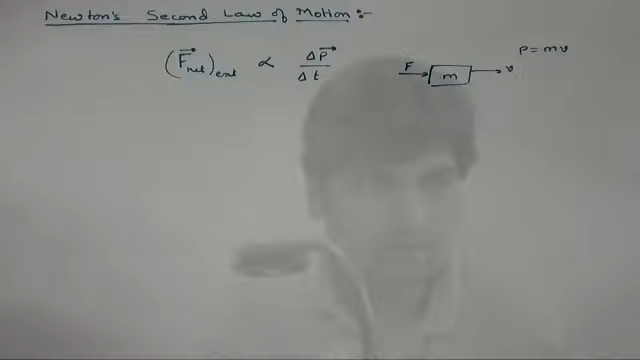 Newton's Second Law of Motion :-
(F⃗net)ext ∝ ΔP⃗/Δt
F m v P = mv